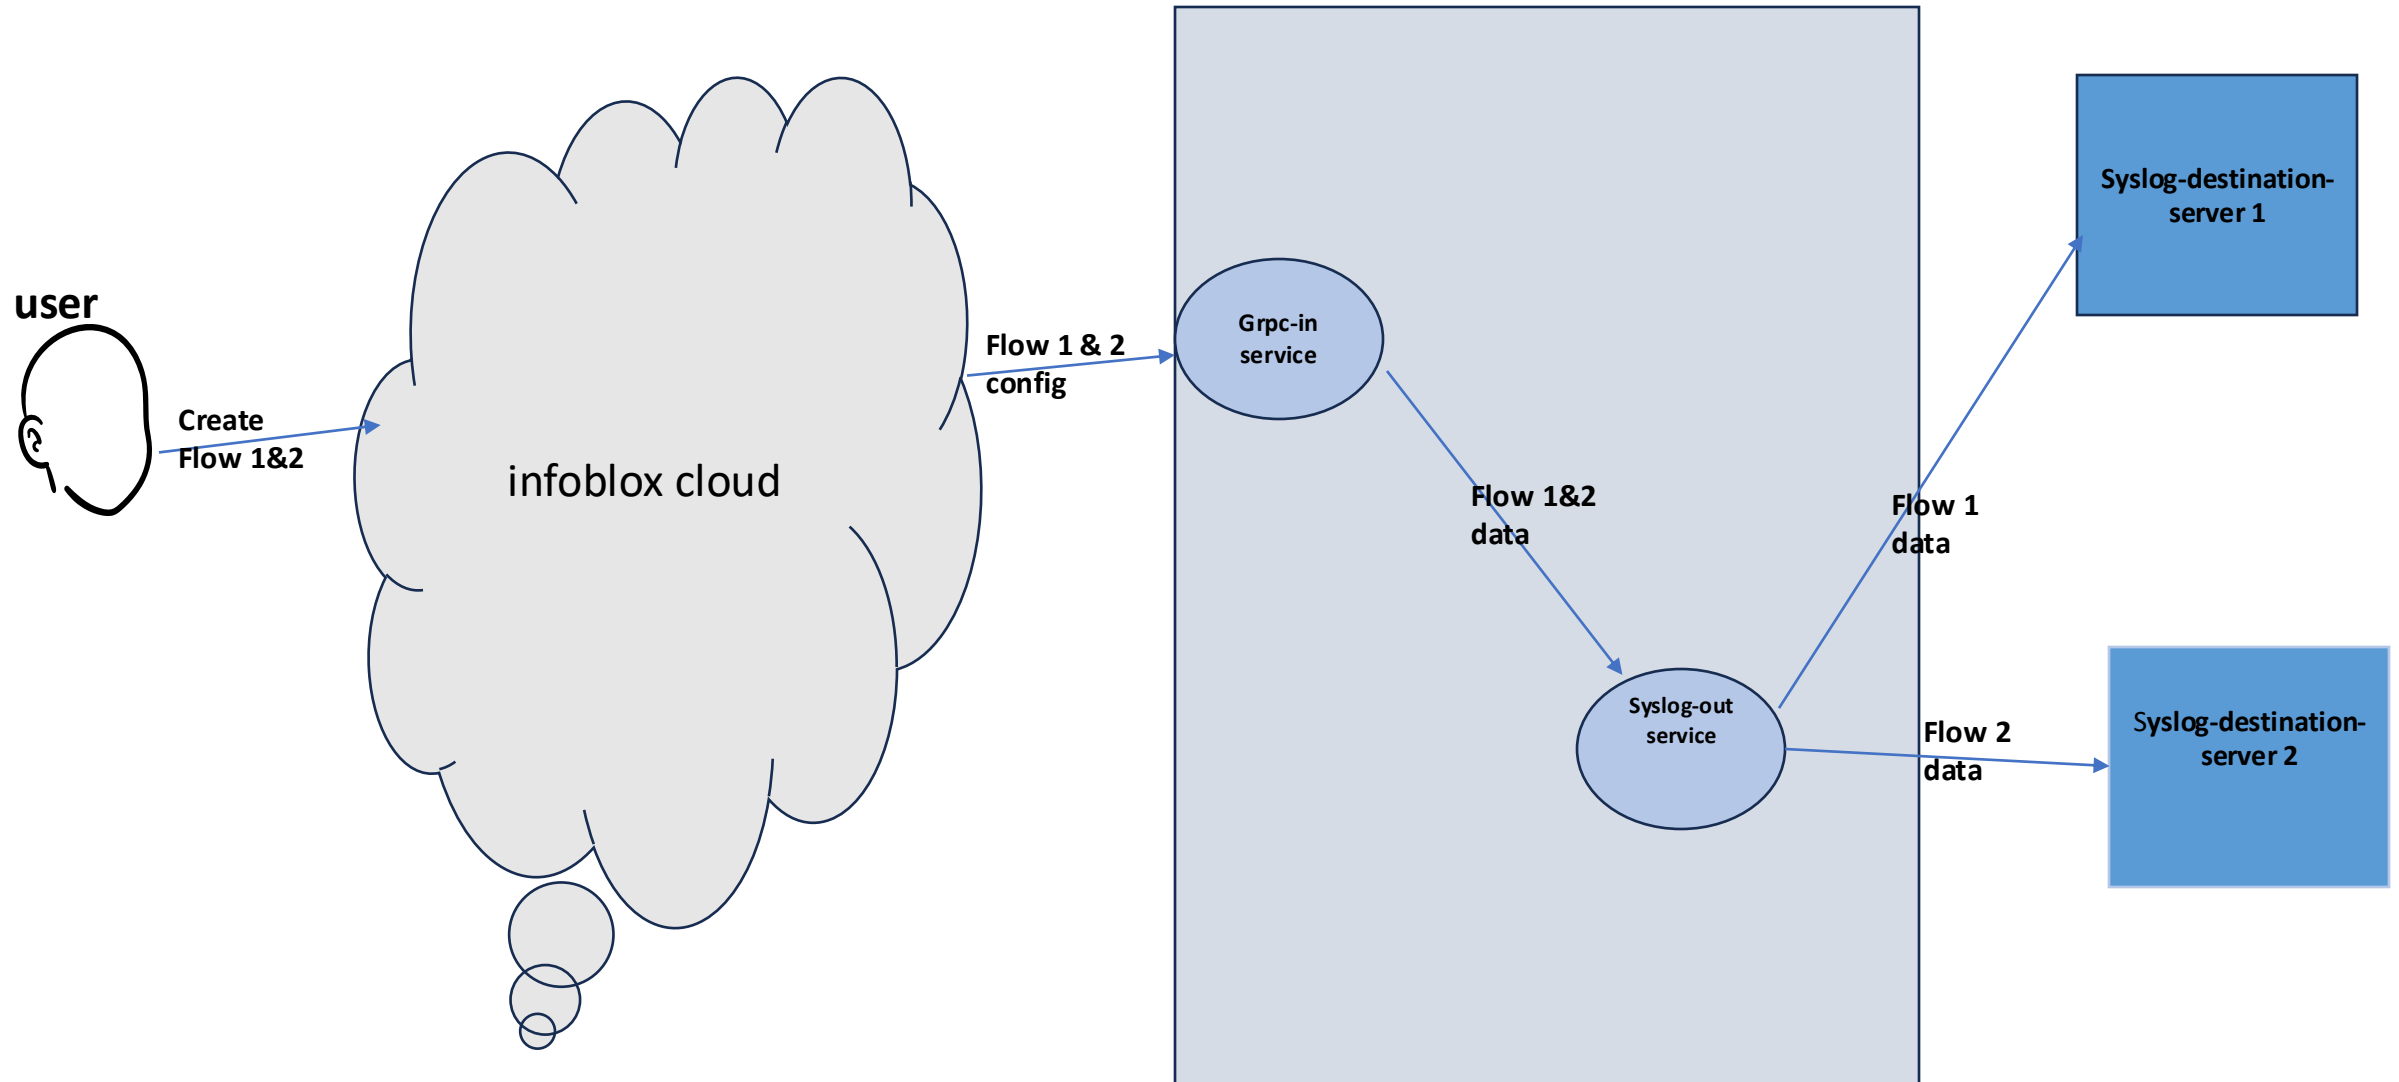 user
Create
Flow 1&2
infoblox cloud
Flow 1 & 2
config
Grpc-in
service
Flow 1&2
data
Syslog-out
service
Flow 1
data
Flow 2
data
Syslog-destination-
server 1
Syslog-destination-
server 2